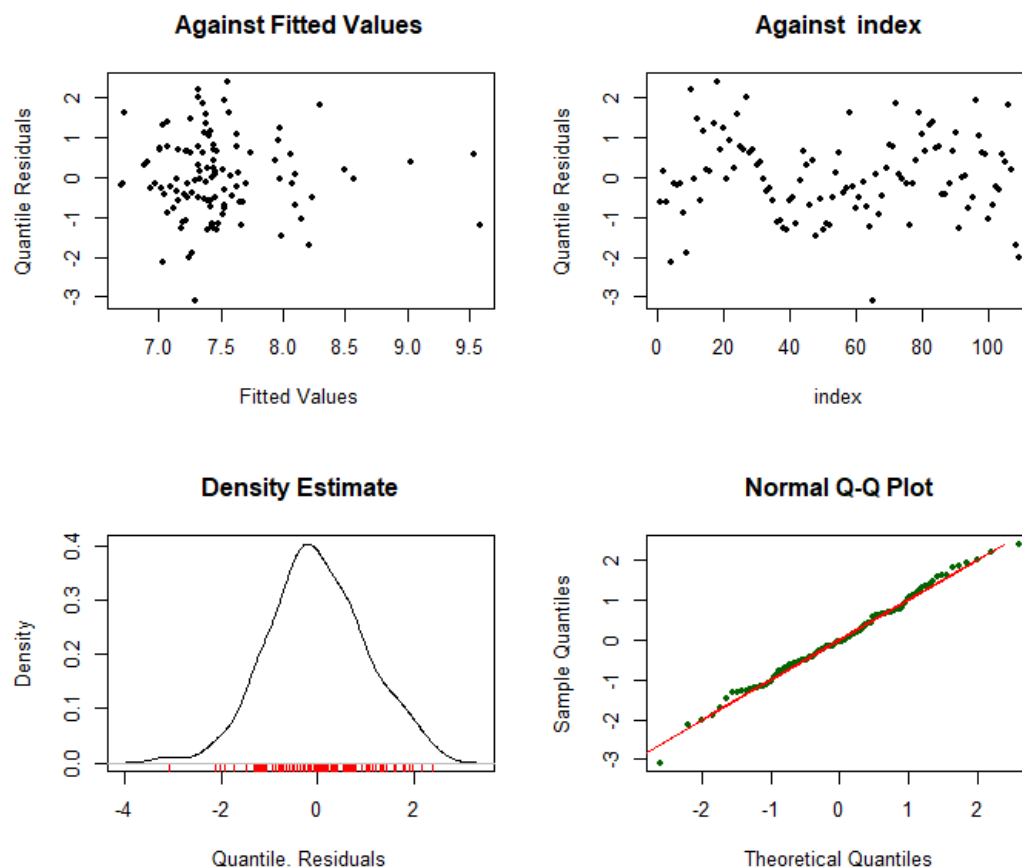 Against Fitted Values
Quantile Residuals
2
1
0
-1
-2
-3
7.0 7.5 8.0 8.5 9.0 9.5
Fitted Values
Against index
Quantile Residuals
2
1
0
-1
-2
-3
0 20 40 60 80 100
index
Density Estimate
Density
0.4
0.3
0.2
0.1
0.0
-4 -2 0 2
Quantile. Residuals
Normal Q-Q Plot
Sample Quantiles
2
1
0
-1
-2
-3
-2 -1 0 1 2
Theoretical Quantiles